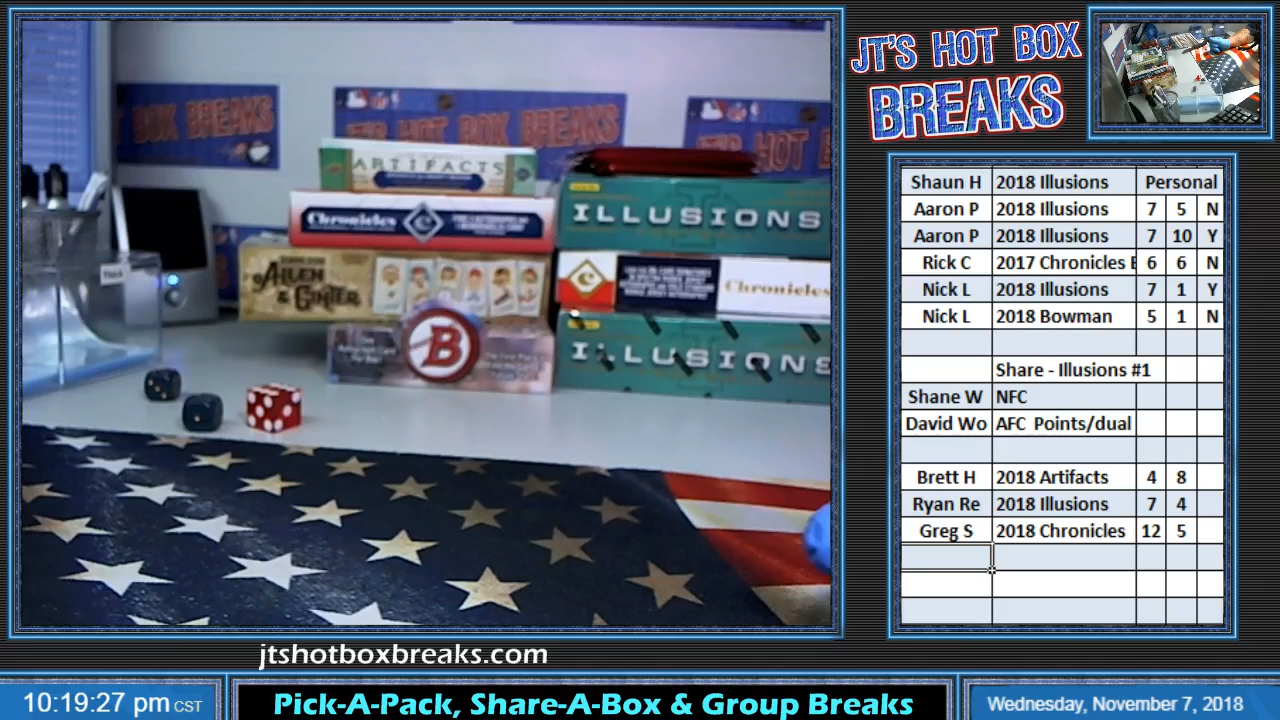 JT'S HOT BOX
BREAKS
BOX BREAKS
JT'S HOT BOX BREAKS
HOT B
ARTIFACTS
Chronicles
ALLEN
& GINTER
B
ILLUSIONS
Chronicles
ILLUSIONS
Shaun H 2018 Illusions Personal
Aaron P 2018 Illusions 7 5 N
Aaron P 2018 Illusions 7 10 Y
Rick C 2017 Chronicles B 6 6 N
Nick L 2018 Illusions 7 1 Y
Nick L 2018 Bowman 5 1 N
Share - Illusions #1
Shane W NFC
David Wo AFC Points/dual
Brett H 2018 Artifacts 4 8
Ryan Re 2018 Illusions 7 4
Greg S 2018 Chronicles 12 5
jtshotboxbreaks.com
10:19:27 pm CST
Pick-A-Pack, Share-A-Box & Group Breaks
Wednesday, November 7, 2018